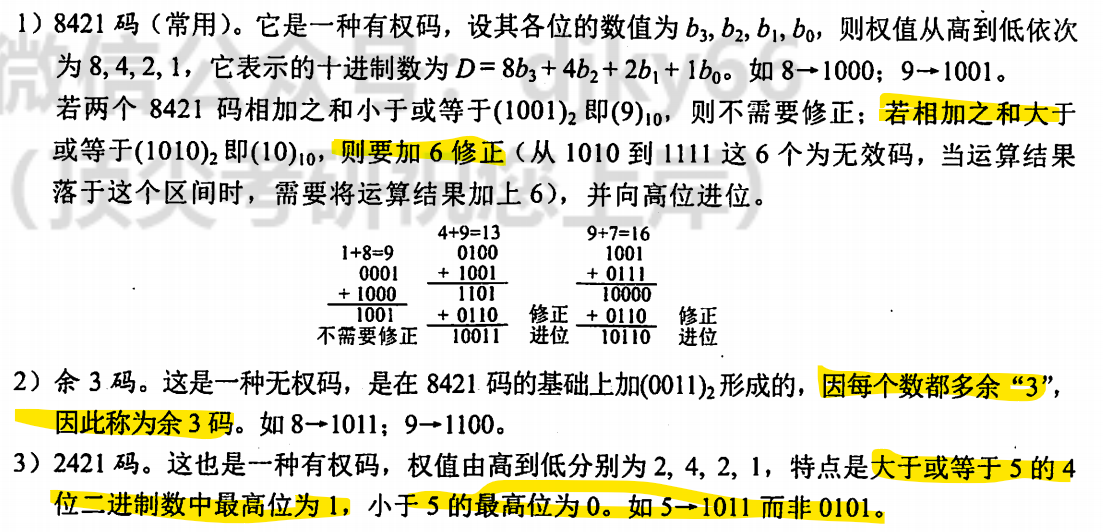 1）8421 码（常用）。它是一种有权码，设其各位的数值为 b₃, b₂, b₁, b₀，则权值从高到低依次
为 8, 4, 2, 1，它表示的十进制数为 D = 8b₃ + 4b₂ + 2b₁ + 1b₀。如 8→1000；9→1001。
若两个 8421 码相加之和小于或等于(1001)₂ 即(9)₁₀，则不需要修正；若相加之和大于
或等于(1010)₂ 即(10)₁₀，则要加 6 修正（从 1010 到 1111 这 6 个为无效码，当运算结果
落于这个区间时，需要将运算结果加上 6），并向高位进位。
1+8=9
0001
+ 1000
1001
不需要修正
4+9=13
0100
+ 1001
1101
+ 0110 修正
10011 进位
9+7=16
1001
+ 0111
10000
+ 0110 修正
10110 进位
2）余 3 码。这是一种无权码，是在 8421 码的基础上加(0011)₂ 形成的，因每个数都多余“3”，
因此称为余 3 码。如 8→1011；9→1100。
3）2421 码。这也是一种有权码，权值由高到低分别为 2, 4, 2, 1，特点是大于或等于 5 的 4
位二进制数中最高位为 1，小于 5 的最高位为 0。如 5→1011 而非 0101。